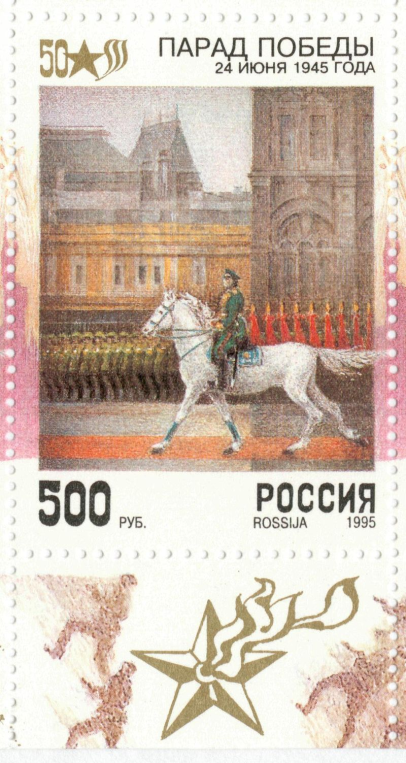 50
ПАРАД ПОБЕДЫ
24 ИЮНЯ 1945 ГОДА
500 РУБ.
РОССИЯ
ROSSIJA 1995